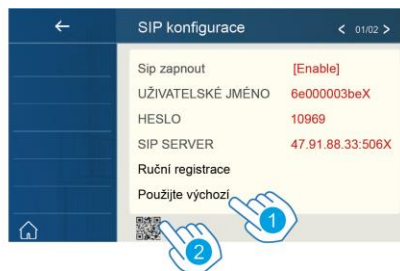 ←
SIP konfigurace
< 01/02 >
Sip zapnout [Enable]
UŽIVATELSKÉ JMÉNO 6e000003beX
HESLO 10969
SIP SERVER 47.91.88.33:506X
Ruční registrace
Použijte výchozí
1
2